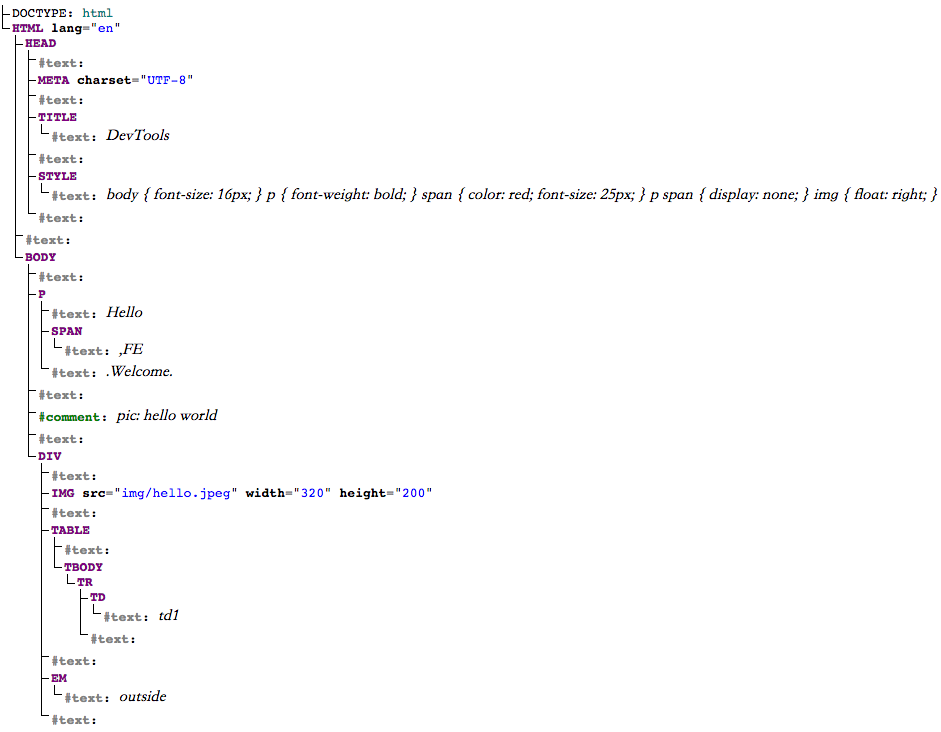 DOCTYPE: html
HTML lang="en"
HEAD
#text:
META charset="UTF-8"
#text:
TITLE
#text: DevTools
#text:
STYLE
#text: body { font-size: 16px; } p { font-weight: bold; } span { color: red; font-size: 25px; } p span { display: none; } img { float: right; }
#text:
#text:
BODY
#text:
P
#text: Hello
SPAN
#text: ,FE
#text: .Welcome.
#text:
#comment: pic: hello world
#text:
DIV
#text:
IMG src="img/hello.jpeg" width="320" height="200"
#text:
TABLE
#text:
TBODY
TR
TD
#text: td1
#text:
#text:
EM
#text: outside
#text: